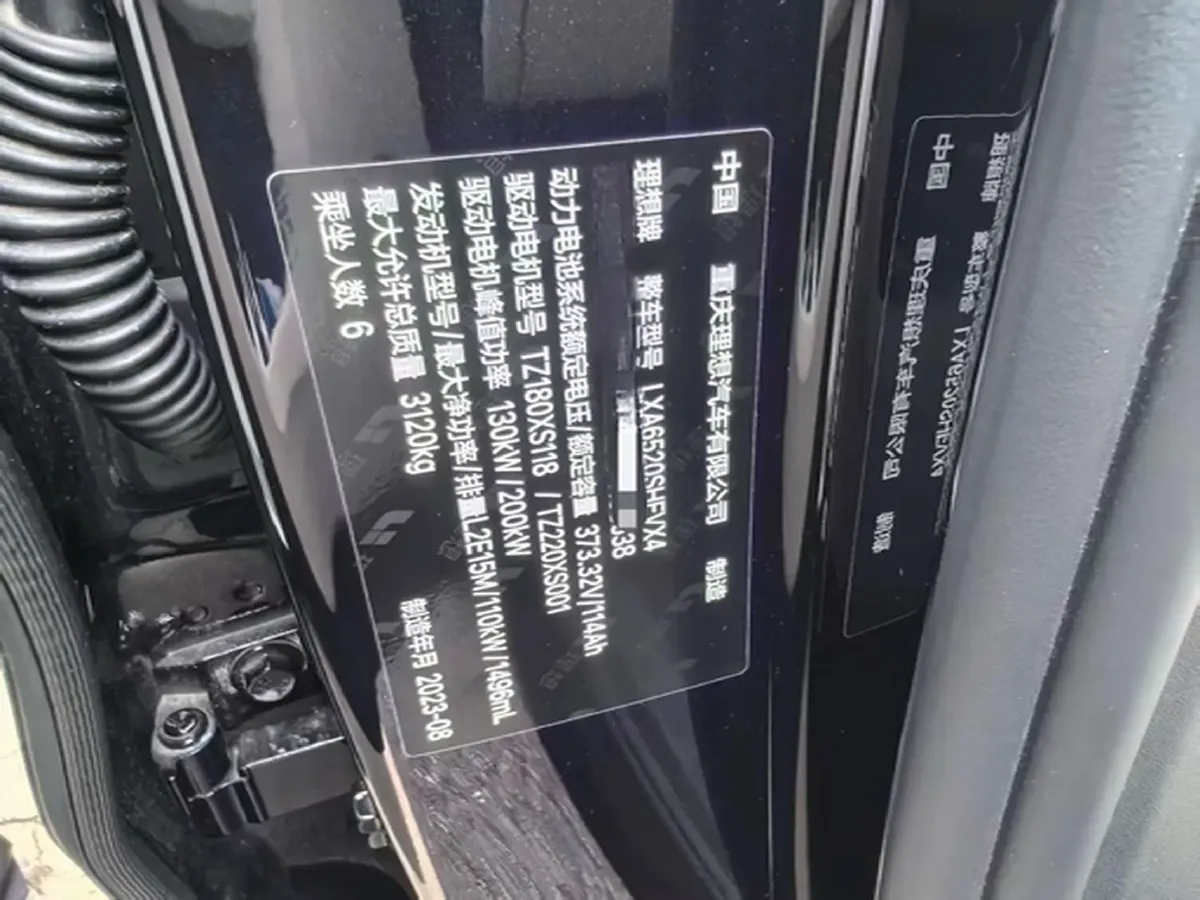 中国 重庆理想汽车有限公司 制造
理想牌 整车型号 LXA6520SHEVX4
38
动力电池系统额定电压/额定容量 373.32V/114Ah
驱动电机型号 TZ180XS118 /TZ220XS001
驱动电机峰值功率 130kW/200kW
发动机型号/最大净功率/排量L2E15M/110kW/1496mL
最大允许总质量 3120kg
制造年月 2023-08
乘坐人数 6